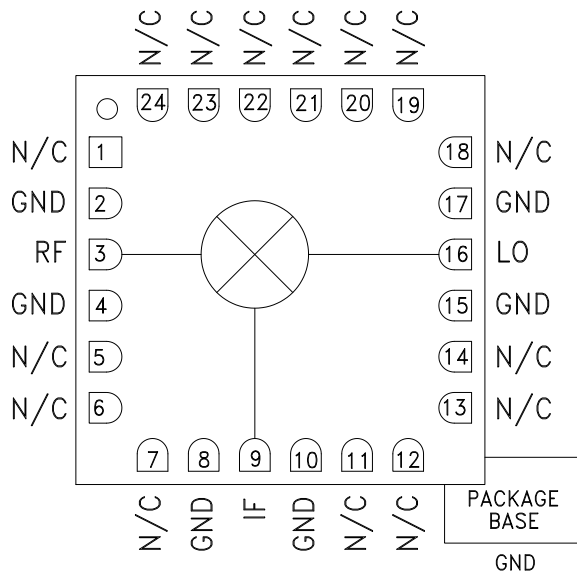 N/C N/C N/C N/C N/C N/C
24 23 22 21 20 19
N/C 1 18 N/C
GND 2 17 GND
RF 3 16 LO
GND 4 15 GND
N/C 5 14 N/C
N/C 6 13 N/C
7 8 9 10 11 12
N/C GND IF GND N/C N/C
PACKAGE
BASE
GND